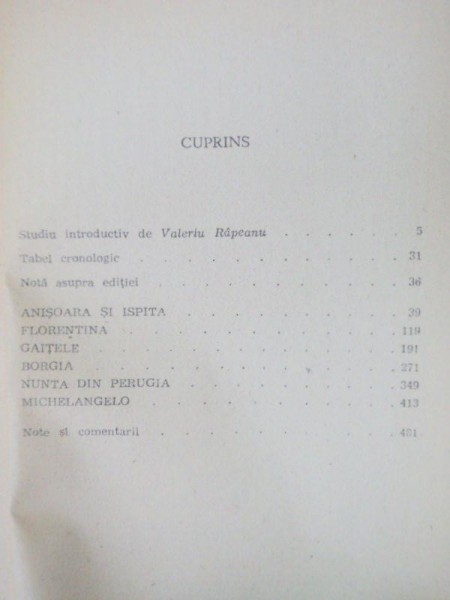 CUPRINS
Studiu introductiv de Valeriu Râpeanu . . . . . . 5
Tabel cronologic . . . . . . . . . . . 31
Notă asupra ediției . . . . . . . . . . 36
ANIȘOARA ȘI ISPITA . . . . . . . . . 39
FLORENTINA . . . . . . . . . . . 119
GAIȚELE . . . . . . . . . . . . 191
BORGIA . . . . . . . . . . . . 271
NUNTA DIN PERUGIA . . . . . . . . . 349
MICHELANGELO . . . . . . . . . . 413
Note și comentarii . . . . . . . . . . 481